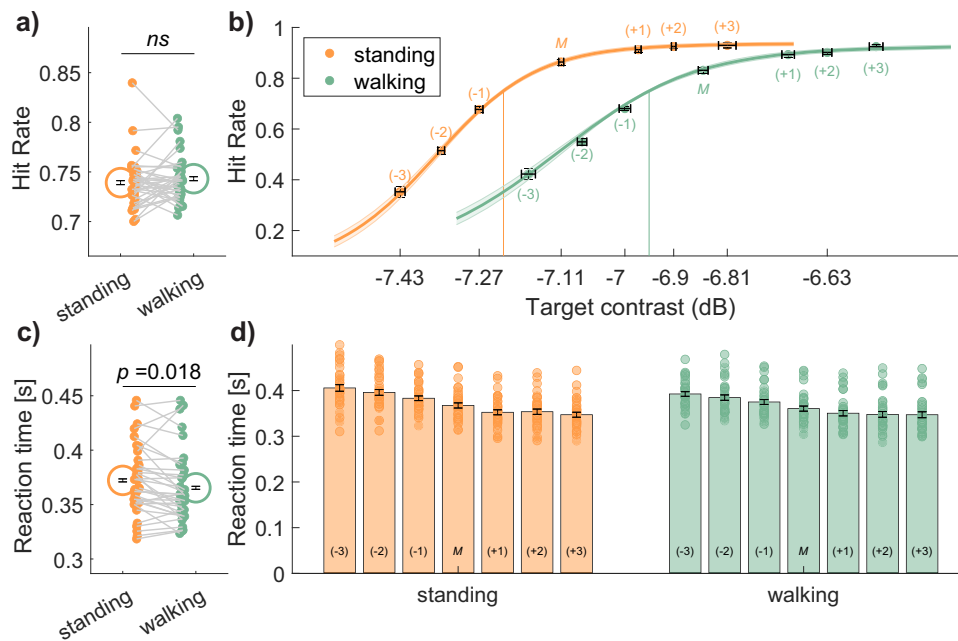 a)
ns
Hit Rate
0.85
0.8
0.75
0.7
standing
walking
b)
standing
walking
Hit Rate
1
0.8
0.6
0.4
0.2
(-3)
(-2)
(-1)
M
(+1)
(+2)
(+3)
(-3)
(-2)
(-1)
M
(+1)
(+2)
(+3)
-7.43
-7.27
-7.11
-7
-6.9
-6.81
-6.63
Target contrast (dB)
c)
p =0.018
Reaction time [s]
0.45
0.4
0.35
0.3
standing
walking
d)
Reaction time [s]
0.4
0.3
0.2
0.1
0
(-3)
(-2)
(-1)
M
(+1)
(+2)
(+3)
(-3)
(-2)
(-1)
M
(+1)
(+2)
(+3)
standing
walking